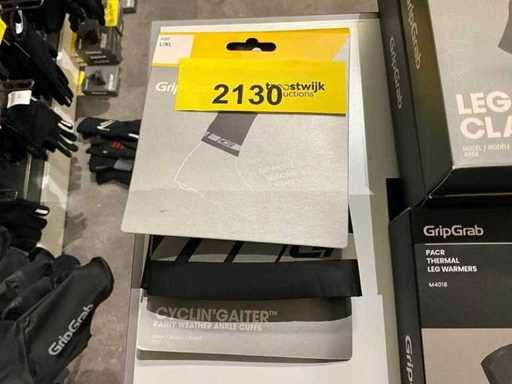 L/XL
GripGrab
2130
troostwijk
auctions
CYCLIN'GAITER™
RAINY WEATHER ANKLE CUFFS
LEG
CLA
MODEL / MODÈLE
GripGrab
PACR
THERMAL
LEG WARMERS
M4018
GripGrab